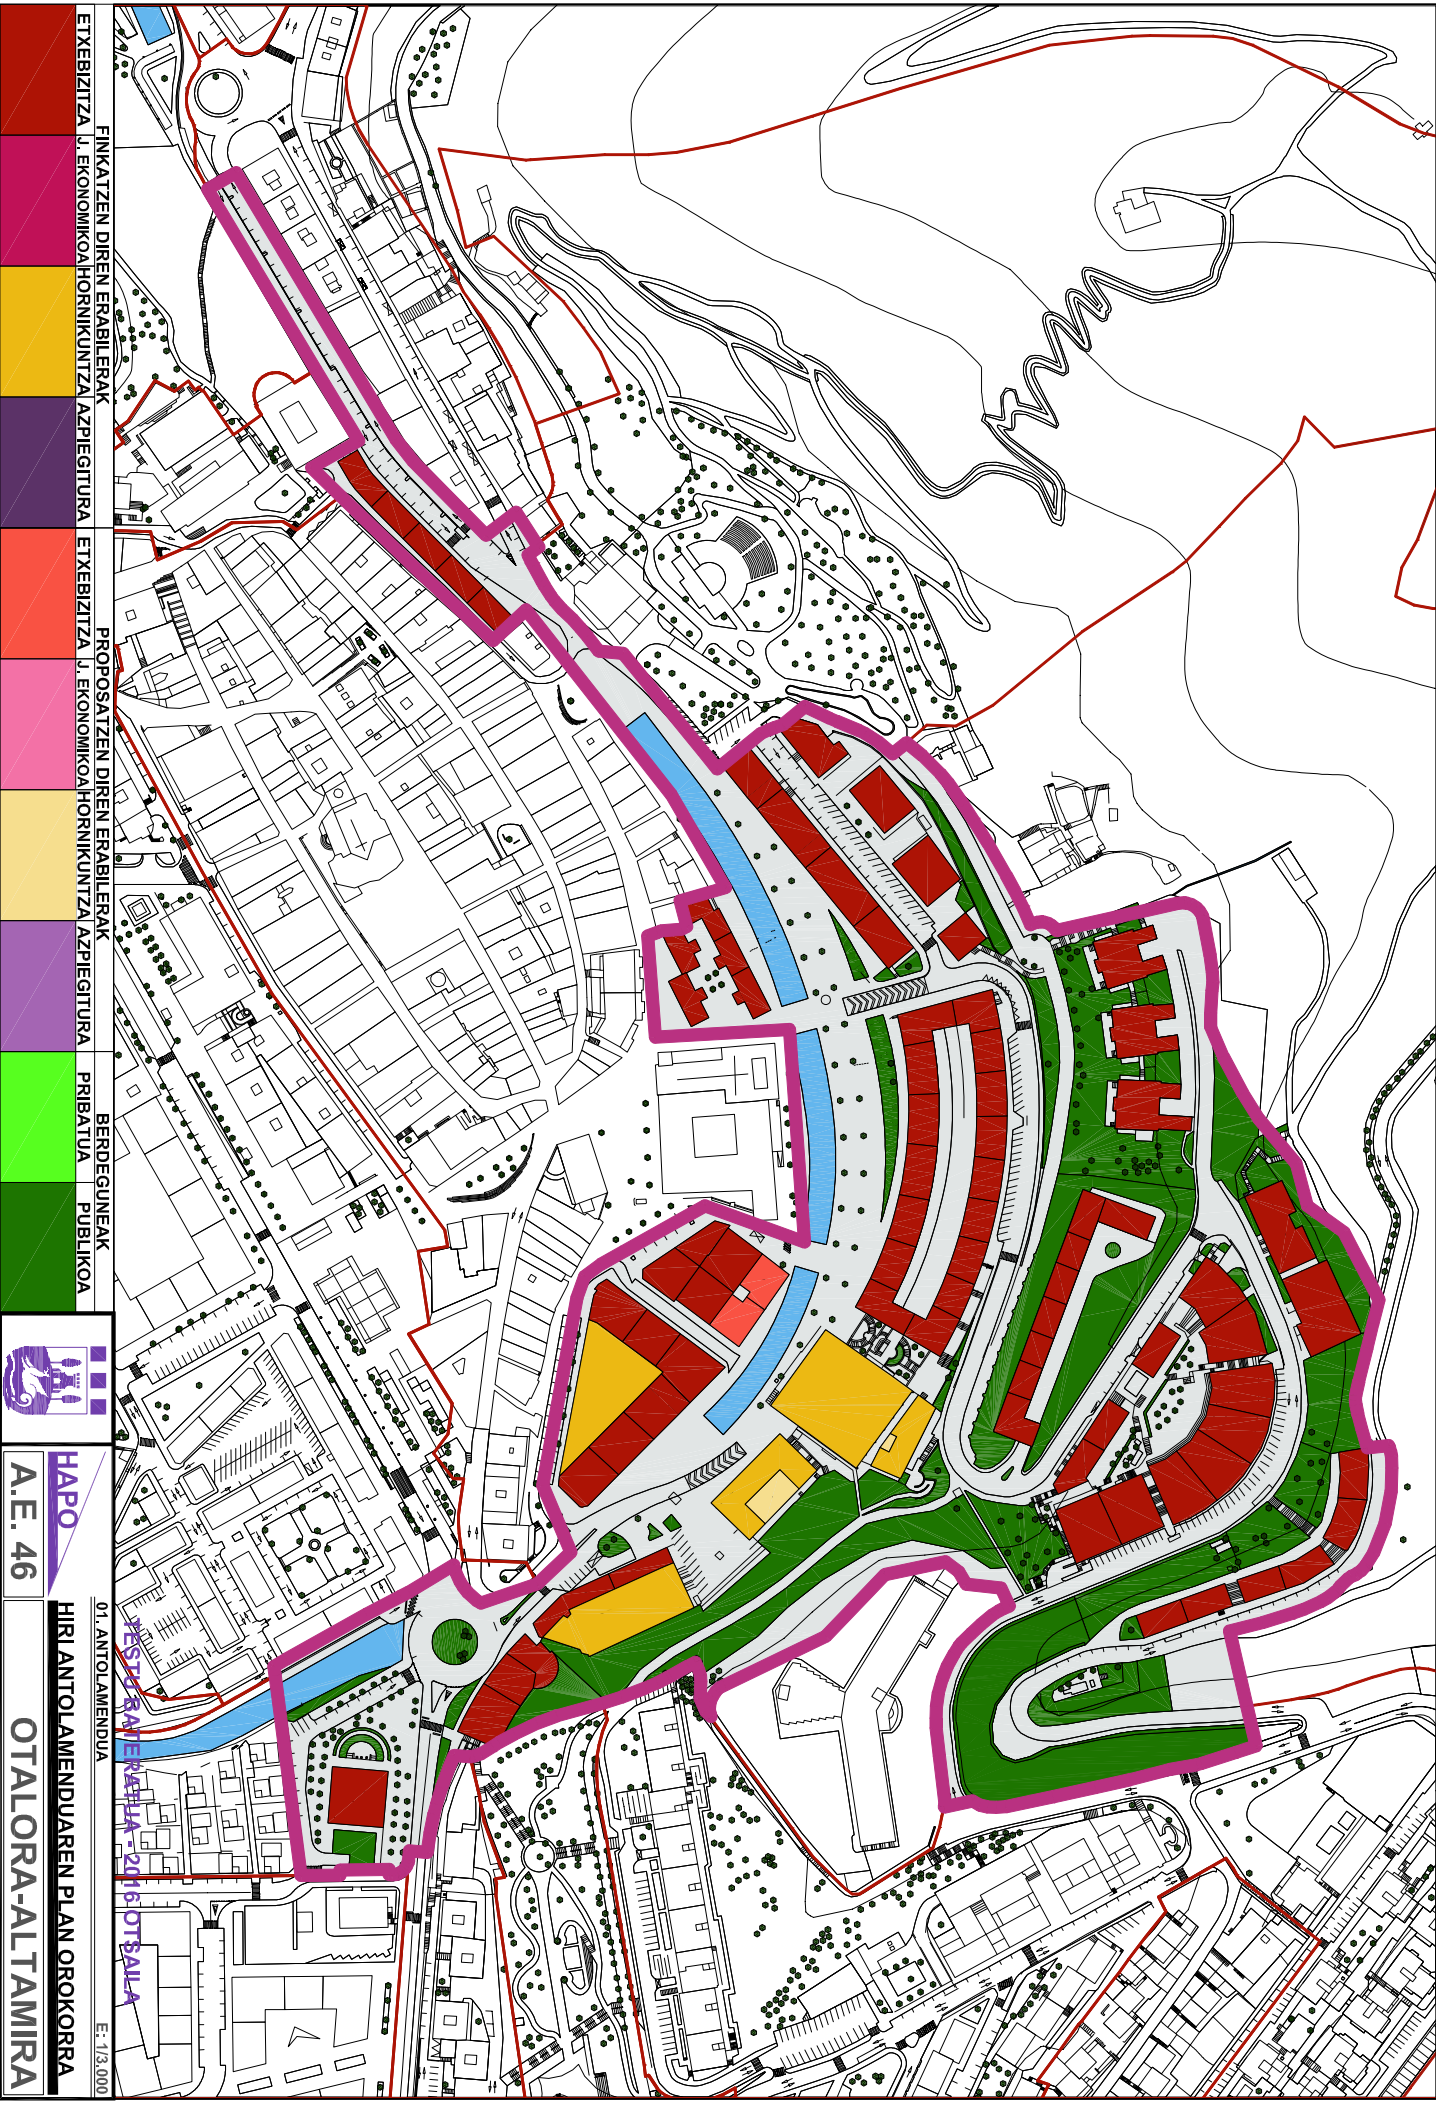 FINKATZEN DIREN ERABILERAK
ETXEBIZITZA
J. EKONOMIKOA
HORNIKUNTZA
AZPIEGITURA
PROPOSATZEN DIREN ERABILERAK
ETXEBIZITZA
J. EKONOMIKOA
HORNIKUNTZA
AZPIEGITURA
BERDEGUNEAK
PRIBATUA
PUBLIKOA
HAPO
A.E. 46
TESTU BATERATUA - 2016 OTSAILA
01. ANTOLAMENDUA
E: 1/3.000
HIRI ANTOLAMENDUAREN PLAN OROKORRA
OTALORA-ALTAMIRA